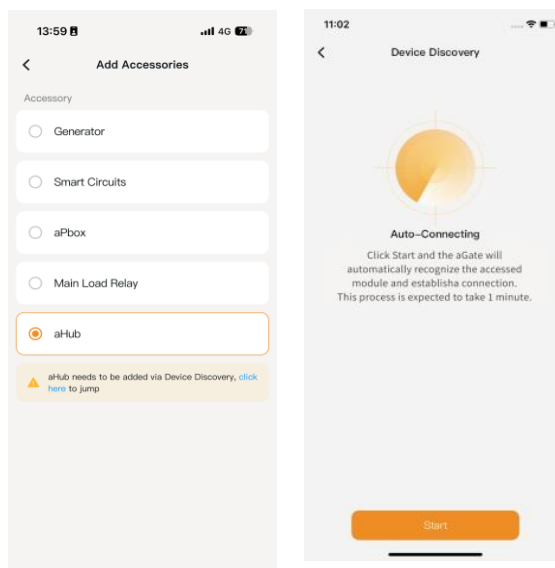 13:59
4G 71
Add Accessories
Accessory
Generator
Smart Circuits
aPbox
Main Load Relay
aHub
aHub needs to be added via Device Discovery, click
here to jump
11:02
Device Discovery
Auto-Connecting
Click Start and the aGate will
automatically recognize the accessed
module and establisha connection.
This process is expected to take 1 minute.
Start